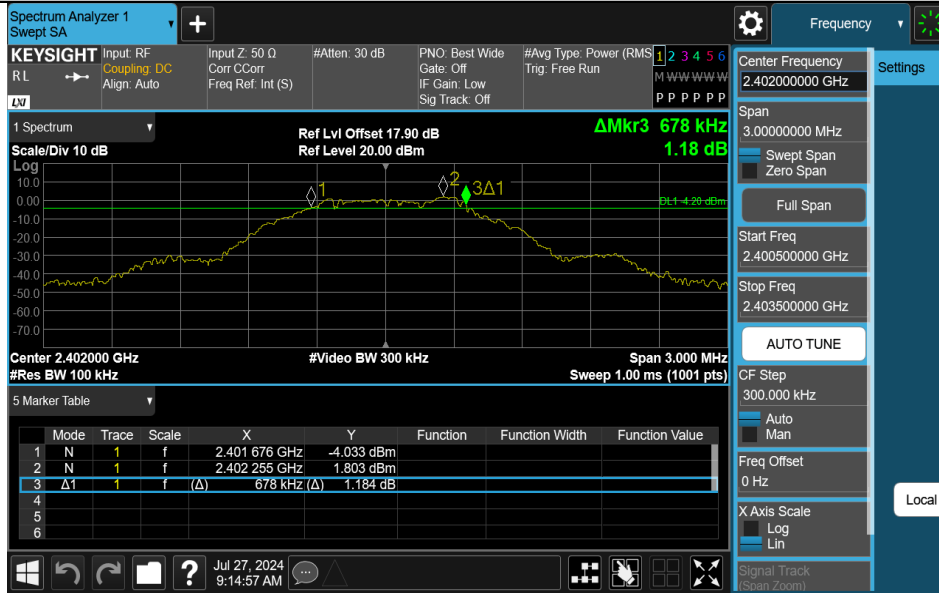 Spectrum Analyzer 1
Swept SA
+
Frequency
KEYSIGHT
RL
LXI
Input: RF
Coupling: DC
Align: Auto
Input Z: 50 Ω
Corr CCorr
Freq Ref: Int (S)
#Atten: 30 dB
PNO: Best Wide
Gate: Off
IF Gain: Low
Sig Track: Off
#Avg Type: Power (RMS
Trig: Free Run
1 2 3 4 5 6
M W W W W W
P P P P P P
1 Spectrum
Scale/Div 10 dB
Ref Lvl Offset 17.90 dB
Ref Level 20.00 dBm
ΔMkr3 678 kHz
1.18 dB
Log
10.0
0.00
-10.0
-20.0
-30.0
-40.0
-50.0
-60.0
-70.0
1
2
3Δ1
DL1 -4.20 dBm
Center 2.402000 GHz
#Video BW 300 kHz
Span 3.000 MHz
#Res BW 100 kHz
Sweep 1.00 ms (1001 pts)
5 Marker Table
Mode Trace Scale X Y Function Function Width Function Value
1 N 1 f 2.401 676 GHz -4.033 dBm
2 N 1 f 2.402 255 GHz 1.803 dBm
3 Δ1 1 f (Δ) 678 kHz (Δ) 1.184 dB
4
5
6
?
Jul 27, 2024
9:14:57 AM
Center Frequency
2.402000000 GHz
Span
3.00000000 MHz
Swept Span
Zero Span
Full Span
Start Freq
2.400500000 GHz
Stop Freq
2.403500000 GHz
AUTO TUNE
CF Step
300.000 kHz
Auto
Man
Freq Offset
0 Hz
X Axis Scale
Log
Lin
Signal Track
(Span Zoom)
Settings
Local